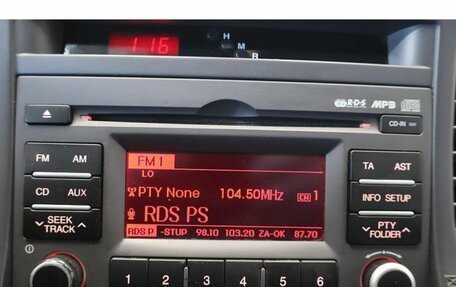 1:16
H
M
R
R·D·S MP3
CD-IN
FM AM
CD AUX
SEEK
TRACK
FM 1
LO
PTY None 104.50MHz CH 1
RDS PS
RDS P -STUP 98.10 103.20 ZA-OK 87.70
TA AST
INFO SETUP
PTY
FOLDER
1 2 3 4 5 6